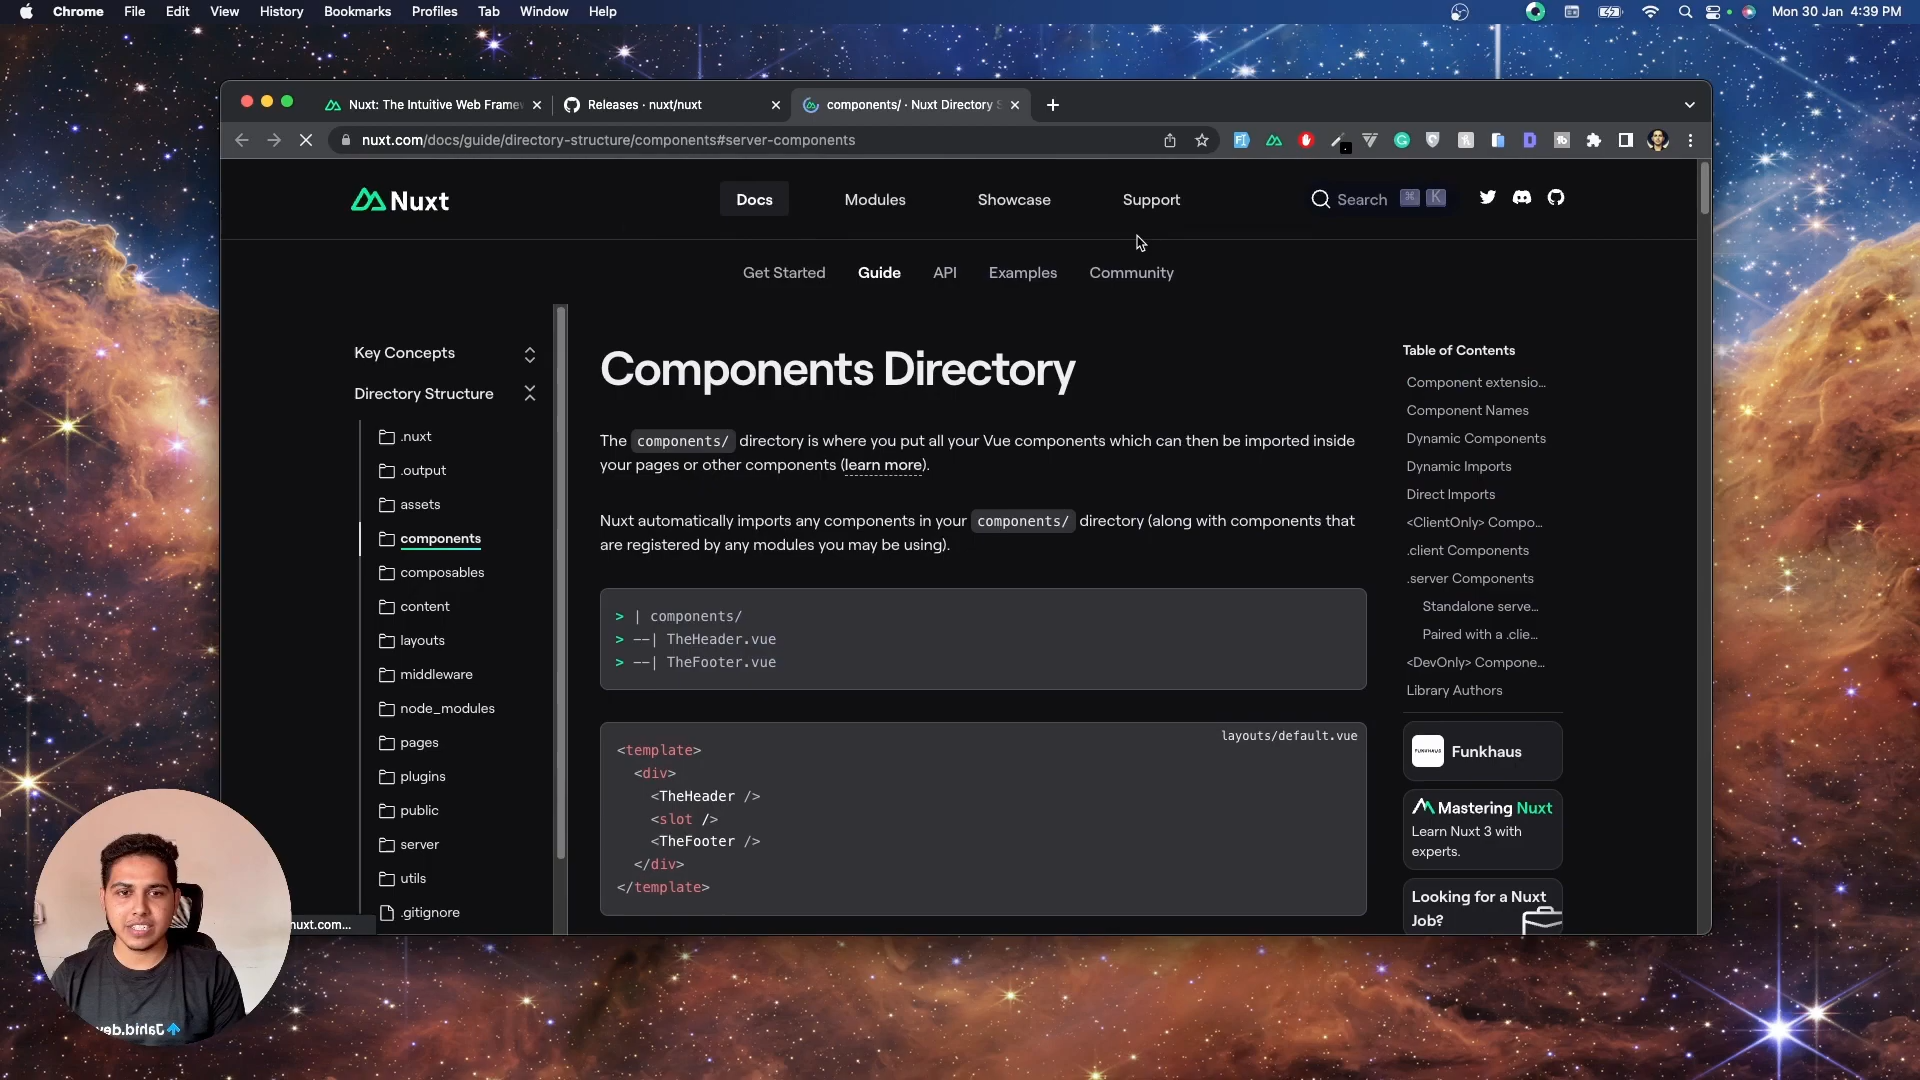 Chrome File Edit View History Bookmarks Profiles Tab Window Help Mon 30 Jan 4:39 PM
Nuxt: The Intuitive Web Frame
Releases · nuxt/nuxt
components/ · Nuxt Directory S
nuxt.com/docs/guide/directory-structure/components#server-components
Nuxt
Docs
Modules
Showcase
Support
Search ⌘ K
Get Started
Guide
API
Examples
Community
Key Concepts
Directory Structure
.nuxt
.output
assets
components
composables
content
layouts
middleware
node_modules
pages
plugins
public
server
utils
.gitignore
nuxt.com...
Components Directory
The components/ directory is where you put all your Vue components which can then be imported inside
your pages or other components (learn more).
Nuxt automatically imports any components in your components/ directory (along with components that
are registered by any modules you may be using).
> | components/
> --| TheHeader.vue
> --| TheFooter.vue
layouts/default.vue
<template>
<div>
<TheHeader />
<slot />
<TheFooter />
</div>
</template>
Table of Contents
Component extensio...
Component Names
Dynamic Components
Dynamic Imports
Direct Imports
<ClientOnly> Compo...
.client Components
.server Components
Standalone serve...
Paired with a .clie...
<DevOnly> Compone...
Library Authors
FUNKHAUS
Funkhaus
Mastering Nuxt
Learn Nuxt 3 with
experts.
Looking for a Nuxt
Job?